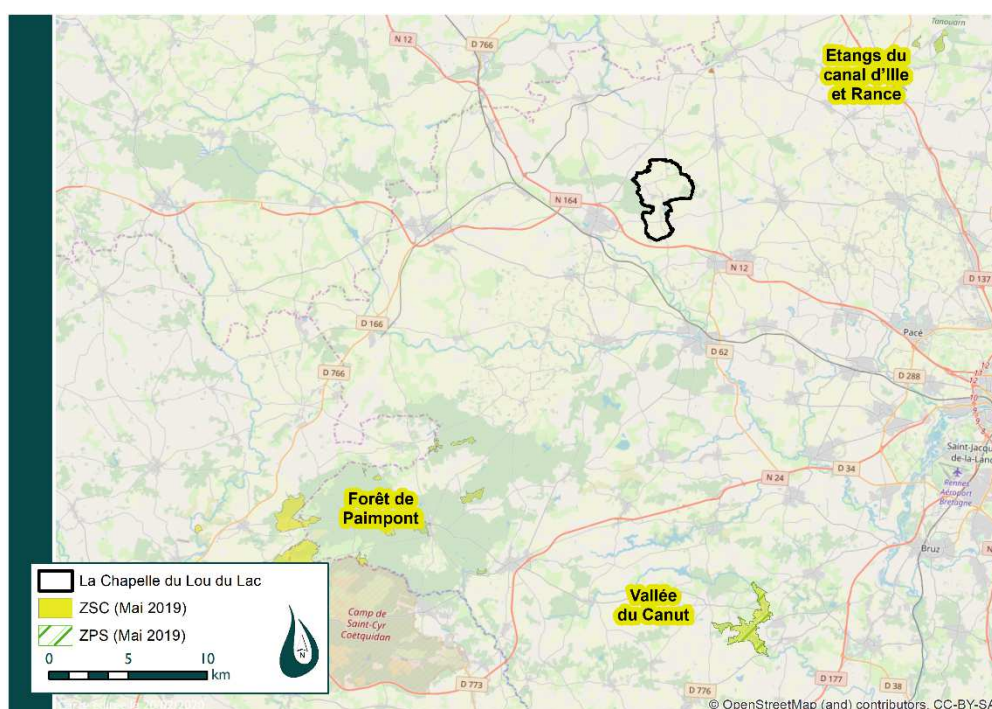 Tanouarn
N 12
D 766
Etangs du
canal d'Ille
et Rance
N 164
N 12
D 137
Pacé
D 166
D 62
D 288
D 766
Saint-Jacques
de-la-Lande
Rennes
Aéroport
Bretagne
N 24
D 34
Forêt de
Paimpont
Bruz
Vallée
du Canut
Camp de
Saint-Cyr
Coëtquidan
D 773
D 776
D 177
D 38
La Chapelle du Lou du Lac
ZSC (Mai 2019)
ZPS (Mai 2019)
0 5 10
km
N
© OpenStreetMap (and) contributors, CC-BY-SA